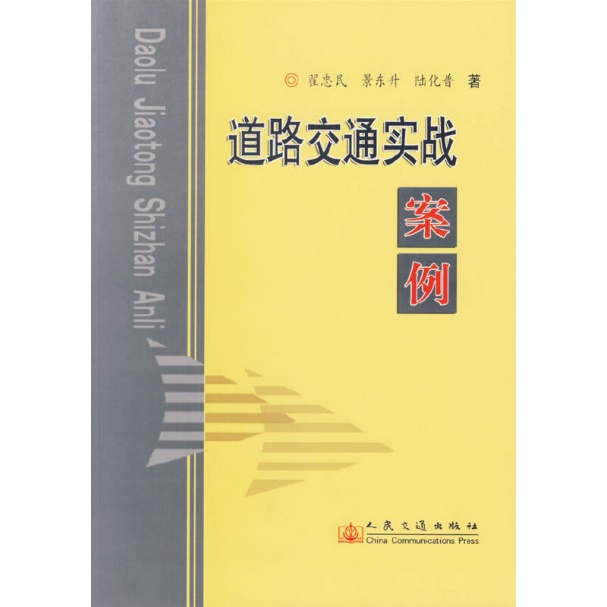 Daolu Jiaotong Shizhan Anli
翟忠民 景东升 陆化普 著
道路交通实战
案
例
人民交通出版社
China Communications Press